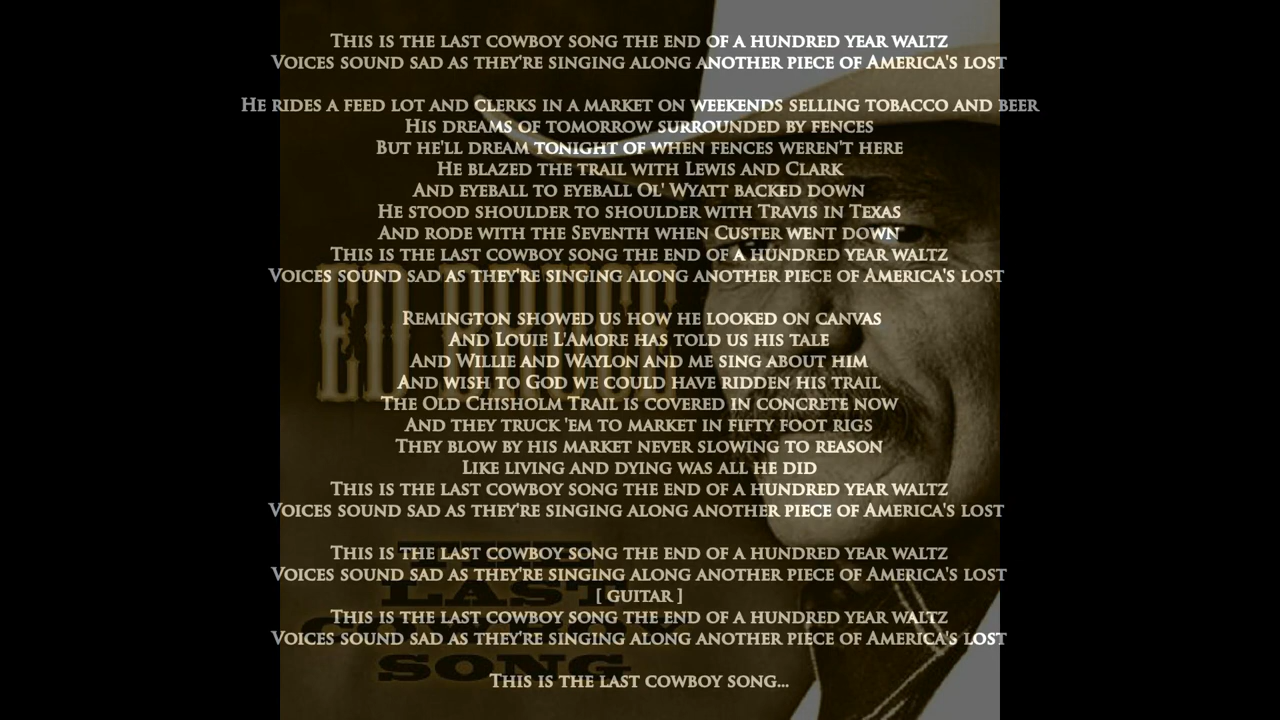 This is the last cowboy song the end of a hundred year waltz
Voices sound sad as they're singing along another piece of America's lost
He rides a feed lot and clerks in a market on weekends selling tobacco and beer
His dreams of tomorrow surrounded by fences
But he'll dream tonight of when fences weren't here
He blazed the trail with Lewis and Clark
And eyeball to eyeball Ol' Wyatt backed down
He stood shoulder to shoulder with Travis in Texas
And rode with the Seventh when Custer went down
This is the last cowboy song the end of a hundred year waltz
Voices sound sad as they're singing along another piece of America's lost
ED BRUCE
Remington showed us how he looked on canvas
And Louie L'Amore has told us his tale
And Willie and Waylon and me sing about him
And wish to God we could have ridden his trail
The Old Chisholm Trail is covered in concrete now
And they truck 'em to market in fifty foot rigs
They blow by his market never slowing to reason
Like living and dying was all he did
This is the last cowboy song the end of a hundred year waltz
Voices sound sad as they're singing along another piece of America's lost
This is the last cowboy song the end of a hundred year waltz
Voices sound sad as they're singing along another piece of America's lost
[ guitar ]
This is the last cowboy song the end of a hundred year waltz
Voices sound sad as they're singing along another piece of America's lost
THE
LAST
COWBOY
SONG
This is the last cowboy song...